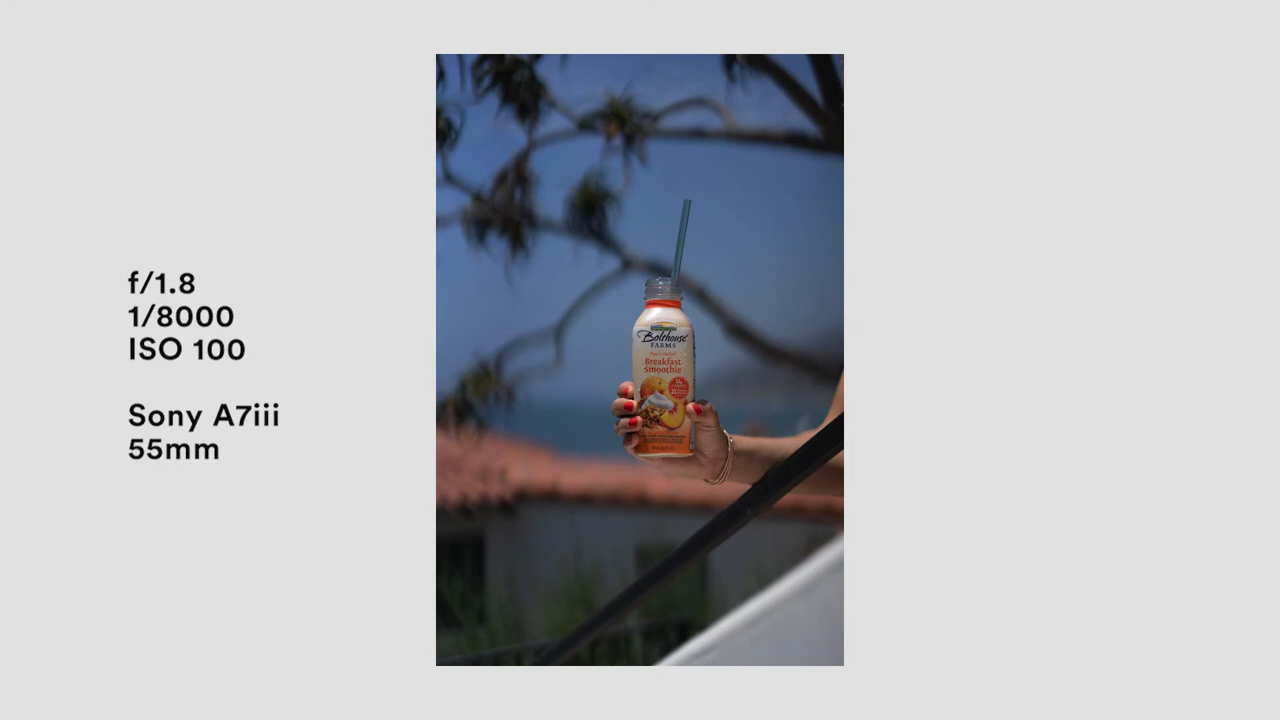 f/1.8
1/8000
ISO 100
Sony A7iii
55mm
Bolthouse
FARMS
Breakfast
Smoothie